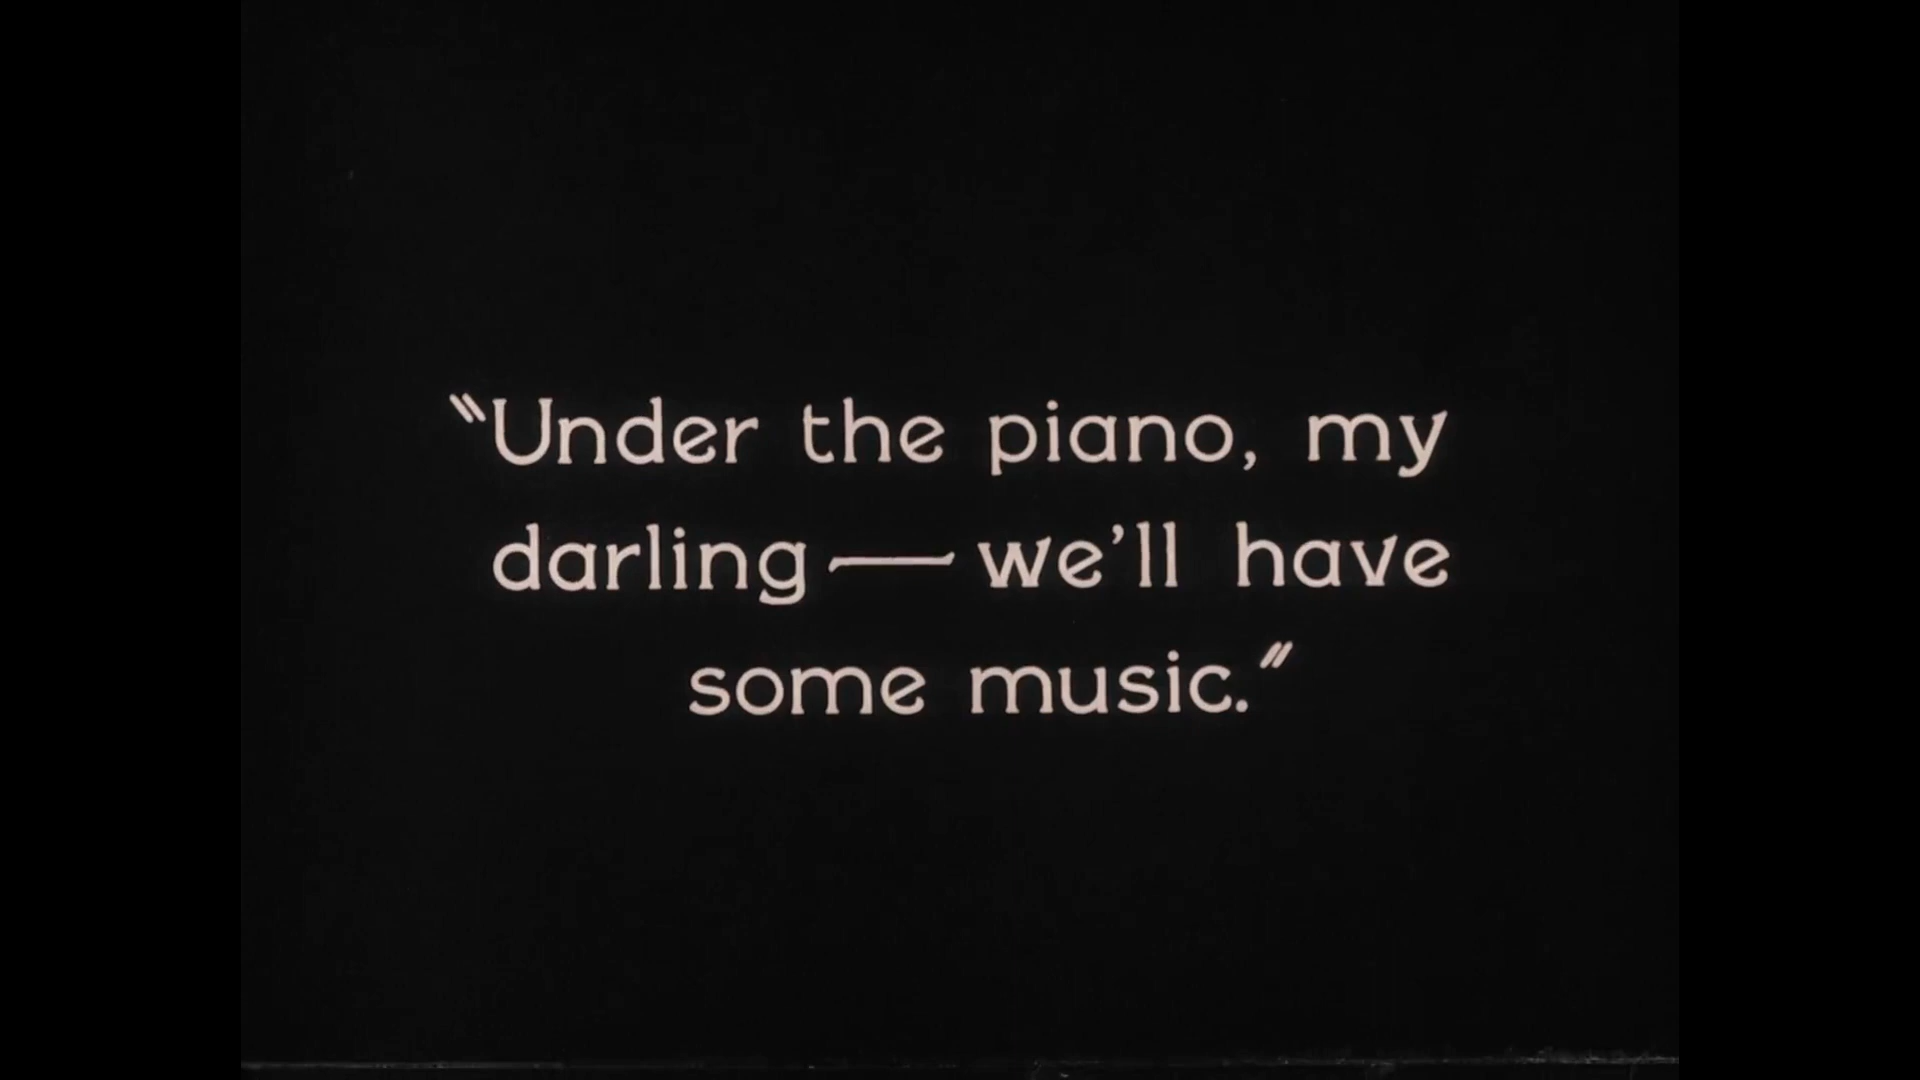 "Under the piano, my
darling — we'll have
some music."